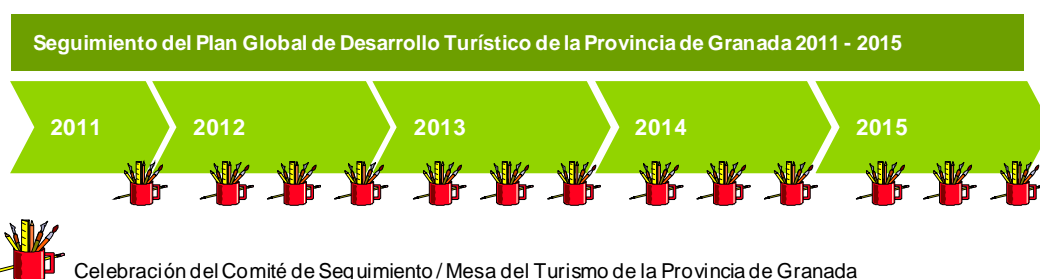 Seguimiento del Plan Global de Desarrollo Turístico de la Provincia de Granada 2011 - 2015
2011 2012 2013 2014 2015
Celebración del Comité de Seguimiento / Mesa del Turismo de la Provincia de Granada